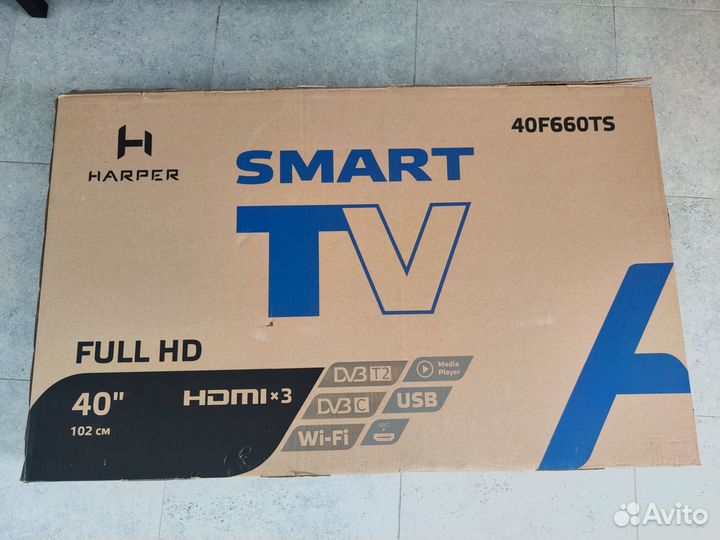 HARPER
SMART
TV
40F660TS
FULL HD
40"
102 см
HDMI×3
DVB T2
Media
Player
DVB C
USB
Wi-Fi
ARC
Avito